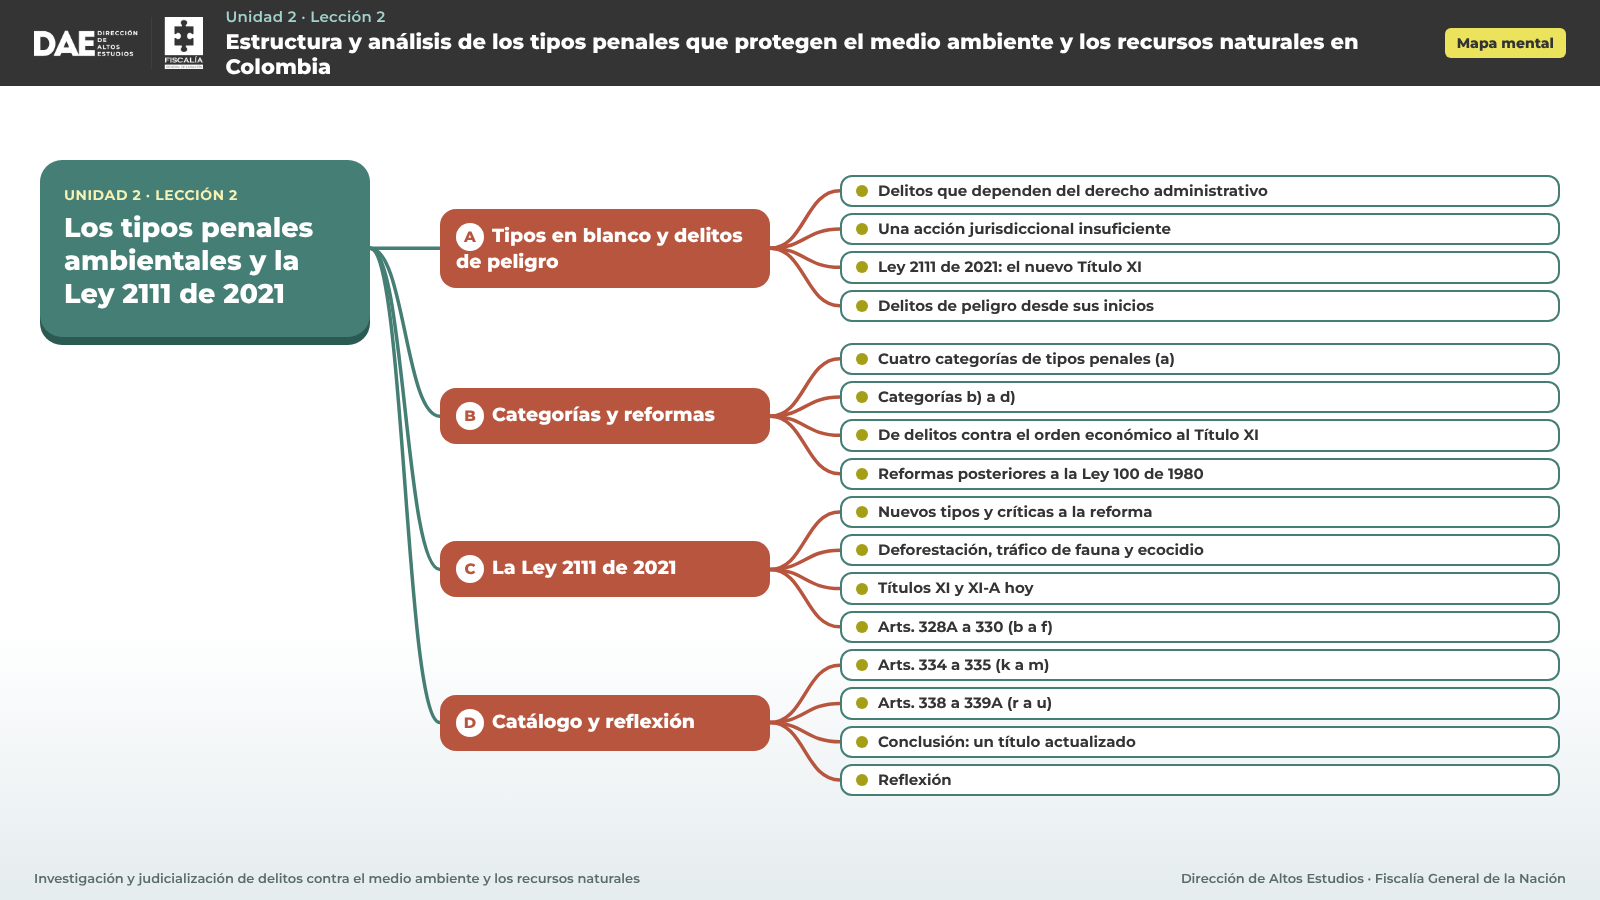 DAE DIRECCIÓN
DE
ALTOS
ESTUDIOS
FISCALÍA
Unidad 2 · Lección 2
Estructura y análisis de los tipos penales que protegen el medio ambiente y los recursos naturales en
Colombia
Mapa mental
UNIDAD 2 · LECCIÓN 2
Los tipos penales
ambientales y la
Ley 2111 de 2021
A Tipos en blanco y delitos
de peligro
Delitos que dependen del derecho administrativo
Una acción jurisdiccional insuficiente
Ley 2111 de 2021: el nuevo Título XI
Delitos de peligro desde sus inicios
B Categorías y reformas
Cuatro categorías de tipos penales (a)
Categorías b) a d)
De delitos contra el orden económico al Título XI
Reformas posteriores a la Ley 100 de 1980
C La Ley 2111 de 2021
Nuevos tipos y críticas a la reforma
Deforestación, tráfico de fauna y ecocidio
Títulos XI y XI-A hoy
Arts. 328A a 330 (b a f)
D Catálogo y reflexión
Arts. 334 a 335 (k a m)
Arts. 338 a 339A (r a u)
Conclusión: un título actualizado
Reflexión
Investigación y judicialización de delitos contra el medio ambiente y los recursos naturales
Dirección de Altos Estudios · Fiscalía General de la Nación